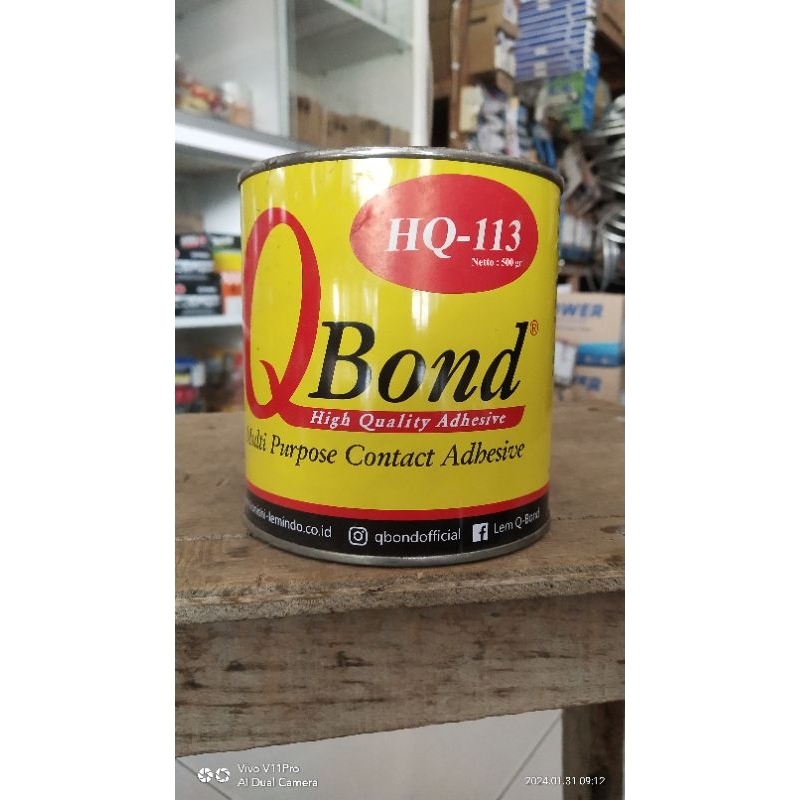 HQ-113
Netto : 500 gr
QBond®
High Quality Adhesive
Multi Purpose Contact Adhesive
-lemindo.co.id qbondofficial Lem Q-Bond
WER
Vivo V11Pro
AI Dual Camera
2024.01.31 09:12